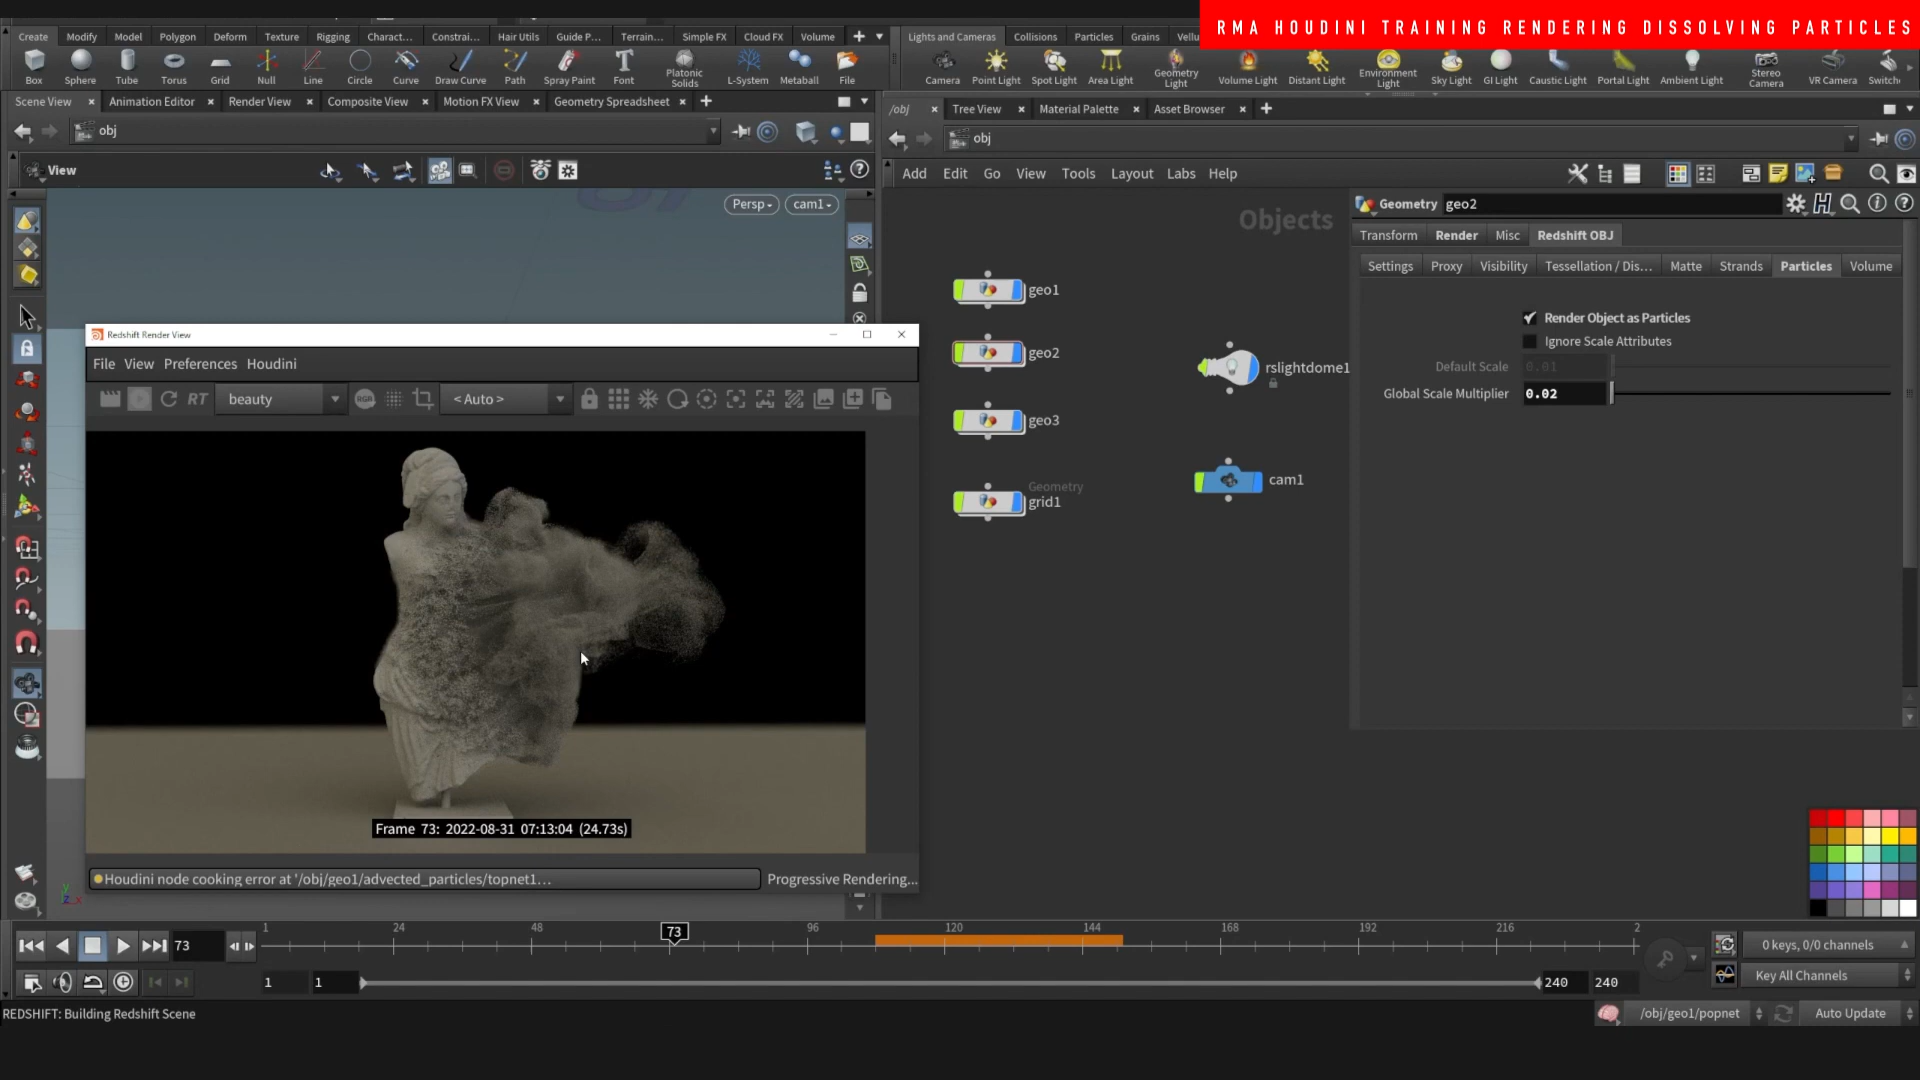 RMA HOUDINI TRAINING RENDERING DISSOLVING PARTICLES
Create Modify Model Polygon Deform Texture Rigging Charact... Constrai... Hair Utils Guide P... Terrain... Simple FX Cloud FX Volume
Lights and Cameras Collisions Particles Grains Vellu
Box Sphere Tube Torus Grid Null Line Circle Curve Draw Curve Path Spray Paint Font Platonic Solids L-System Metaball File
Camera Point Light Spot Light Area Light Geometry Light Volume Light Distant Light Environment Light Sky Light GI Light Caustic Light Portal Light Ambient Light Stereo Camera VR Camera Switch
Scene View Animation Editor Render View Composite View Motion FX View Geometry Spreadsheet
/obj Tree View Material Palette Asset Browser
obj
obj
View
Add Edit Go View Tools Layout Labs Help
Persp cam1
Objects
Geometry geo2
Transform Render Misc Redshift OBJ
Settings Proxy Visibility Tessellation / Dis... Matte Strands Particles Volume
Render Object as Particles
Ignore Scale Attributes
Default Scale 0.01
Global Scale Multiplier 0.02
geo1
geo2
geo3
Geometry
grid1
rslightdome1
cam1
Redshift Render View
File View Preferences Houdini
RT beauty RGB < Auto >
Frame 73: 2022-08-31 07:13:04 (24.73s)
Houdini node cooking error at '/obj/geo1/advected_particles/topnet1...
Progressive Rendering...
73
1 24 48 73 96 120 144 168 192 216 2
0 keys, 0/0 channels
1 1 240 240
Key All Channels
REDSHIFT: Building Redshift Scene
/obj/geo1/popnet
Auto Update